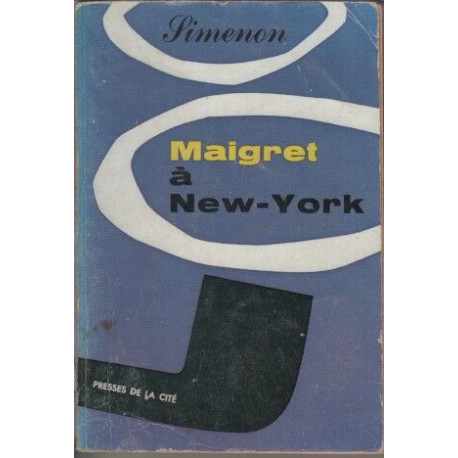 Simenon
Maigret
à
New-York
PRESSES DE LA CITÉ